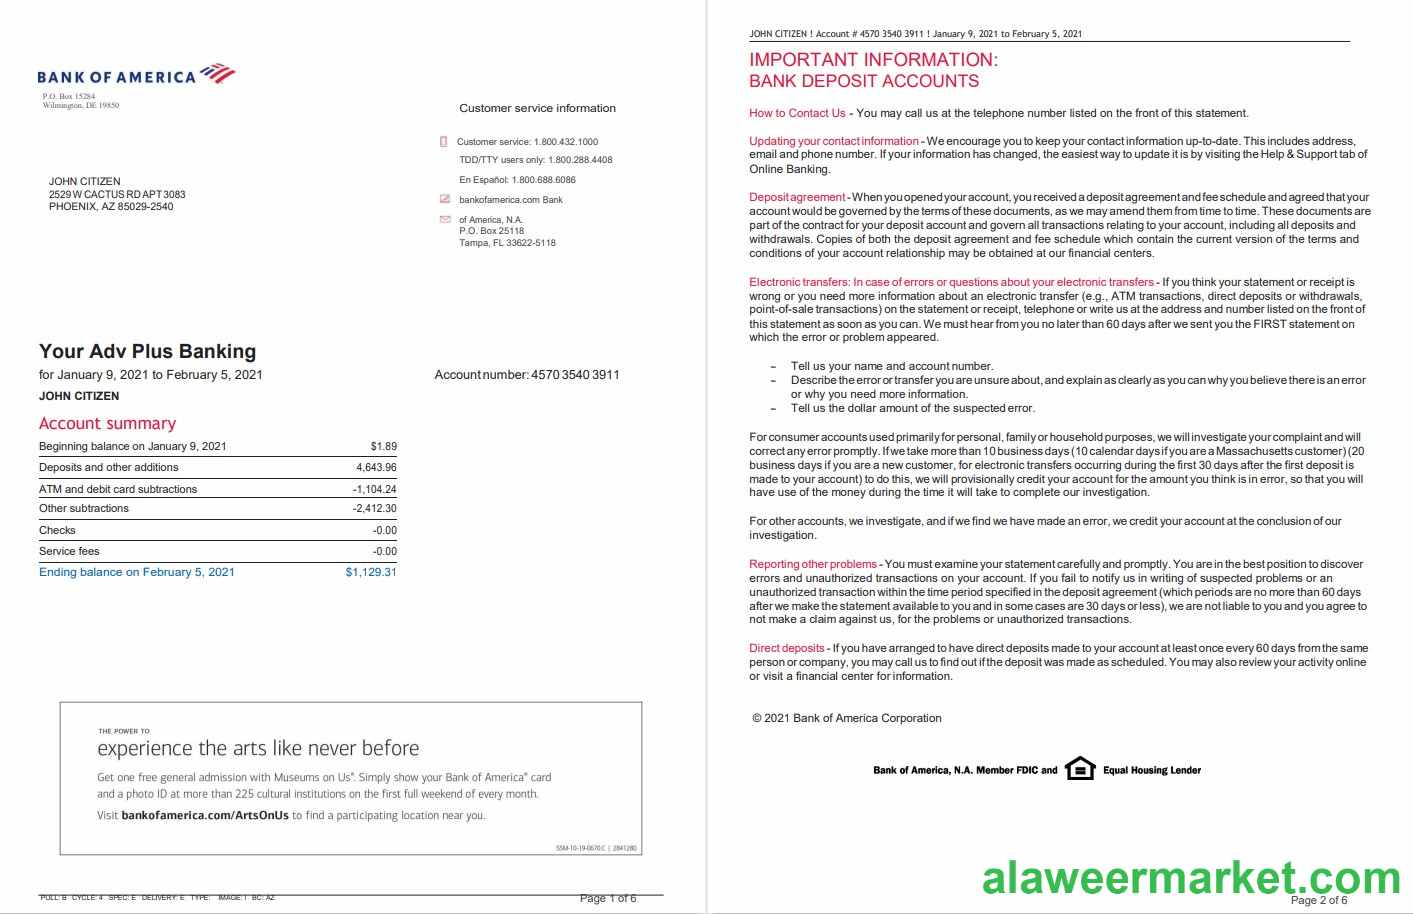 BANK OF AMERICA
P.O. Box 15284
Wilmington, DE 19850
Customer service information
Customer service: 1.800.432.1000
TDD/TTY users only: 1.800.288.4408
En Español: 1.800.688.6086
bankofamerica.com Bank
of America, N.A.
P.O. Box 25118
Tampa, FL 33622-5118
JOHN CITIZEN
2529 W CACTUS RD APT 3083
PHOENIX, AZ 85029-2540
Your Adv Plus Banking
for January 9, 2021 to February 5, 2021 Account number: 4570 3540 3911
JOHN CITIZEN
Account summary
Beginning balance on January 9, 2021 $1.89
Deposits and other additions 4,643.96
ATM and debit card subtractions -1,104.24
Other subtractions -2,412.30
Checks -0.00
Service fees -0.00
Ending balance on February 5, 2021 $1,129.31
THE POWER TO
experience the arts like never before
Get one free general admission with Museums on Us®. Simply show your Bank of America® card
and a photo ID at more than 225 cultural institutions on the first full weekend of every month.
Visit bankofamerica.com/ArtsOnUs to find a participating location near you.
SSM-10-19-0670.C | 2841280
PULL: B CYCLE: 4 SPEC: E DELIVERY: E TYPE: IMAGE: I BC: AZ
Page 1 of 6
JOHN CITIZEN ! Account # 4570 3540 3911 ! January 9, 2021 to February 5, 2021
IMPORTANT INFORMATION:
BANK DEPOSIT ACCOUNTS
How to Contact Us - You may call us at the telephone number listed on the front of this statement.
Updating your contact information - We encourage you to keep your contact information up-to-date. This includes address,
email and phone number. If your information has changed, the easiest way to update it is by visiting the Help & Support tab of
Online Banking.
Deposit agreement - When you opened your account, you received a deposit agreement and fee schedule and agreed that your
account would be governed by the terms of these documents, as we may amend them from time to time. These documents are
part of the contract for your deposit account and govern all transactions relating to your account, including all deposits and
withdrawals. Copies of both the deposit agreement and fee schedule which contain the current version of the terms and
conditions of your account relationship may be obtained at our financial centers.
Electronic transfers: In case of errors or questions about your electronic transfers - If you think your statement or receipt is
wrong or you need more information about an electronic transfer (e.g., ATM transactions, direct deposits or withdrawals,
point-of-sale transactions) on the statement or receipt, telephone or write us at the address and number listed on the front of
this statement as soon as you can. We must hear from you no later than 60 days after we sent you the FIRST statement on
which the error or problem appeared.
- Tell us your name and account number.
- Describe the error or transfer you are unsure about, and explain as clearly as you can why you believe there is an error
or why you need more information.
- Tell us the dollar amount of the suspected error.
For consumer accounts used primarily for personal, family or household purposes, we will investigate your complaint and will
correct any error promptly. If we take more than 10 business days (10 calendar days if you are a Massachusetts customer) (20
business days if you are a new customer, for electronic transfers occurring during the first 30 days after the first deposit is
made to your account) to do this, we will provisionally credit your account for the amount you think is in error, so that you will
have use of the money during the time it will take to complete our investigation.
For other accounts, we investigate, and if we find we have made an error, we credit your account at the conclusion of our
investigation.
Reporting other problems - You must examine your statement carefully and promptly. You are in the best position to discover
errors and unauthorized transactions on your account. If you fail to notify us in writing of suspected problems or an
unauthorized transaction within the time period specified in the deposit agreement (which periods are no more than 60 days
after we make the statement available to you and in some cases are 30 days or less), we are not liable to you and you agree to
not make a claim against us, for the problems or unauthorized transactions.
Direct deposits - If you have arranged to have direct deposits made to your account at least once every 60 days from the same
person or company, you may call us to find out if the deposit was made as scheduled. You may also review your activity online
or visit a financial center for information.
© 2021 Bank of America Corporation
Bank of America, N.A. Member FDIC and Equal Housing Lender
alaweermarket.com
Page 2 of 6